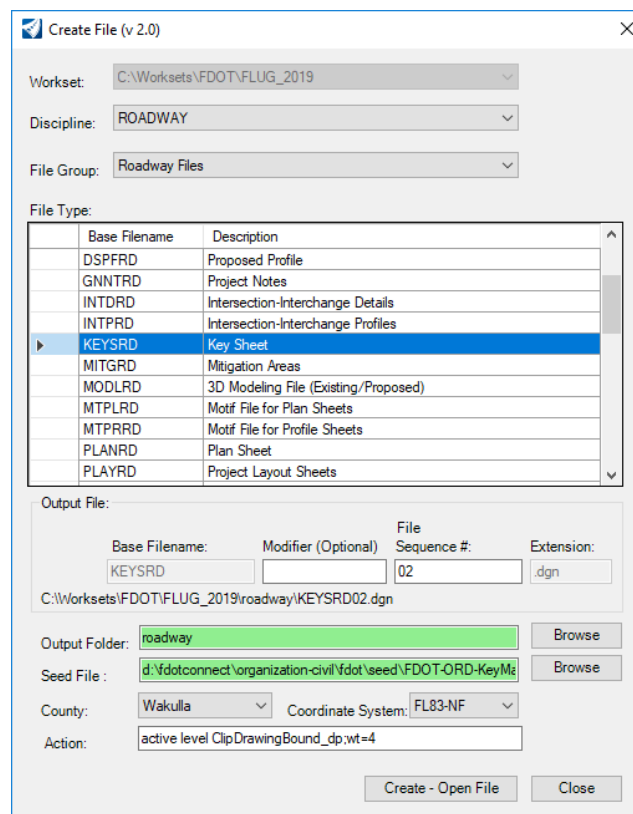 Create File (v 2.0)
Workset: C:\Worksets\FDOT\FLUG_2019
Discipline: ROADWAY
File Group: Roadway Files
File Type:
Base Filename Description
DSPFRD Proposed Profile
GNNTRD Project Notes
INTDRD Intersection-Interchange Details
INTPRD Intersection-Interchange Profiles
KEYSRD Key Sheet
MITGRD Mitigation Areas
MODLRD 3D Modeling File (Existing/Proposed)
MTPLRD Motif File for Plan Sheets
MTPRRD Motif File for Profile Sheets
PLANRD Plan Sheet
PLAYRD Project Layout Sheets
Output File:
Base Filename: Modifier (Optional) File Sequence #: Extension:
KEYSRD 02 .dgn
C:\Worksets\FDOT\FLUG_2019\roadway\KEYSRD02.dgn
Output Folder: roadway Browse
Seed File : d:\fdotconnect\organization-civil\fdot\seed\FDOT-ORD-KeyMa Browse
County: Wakulla Coordinate System: FL83-NF
Action: active level ClipDrawingBound_dp;wt=4
Create - Open File Close